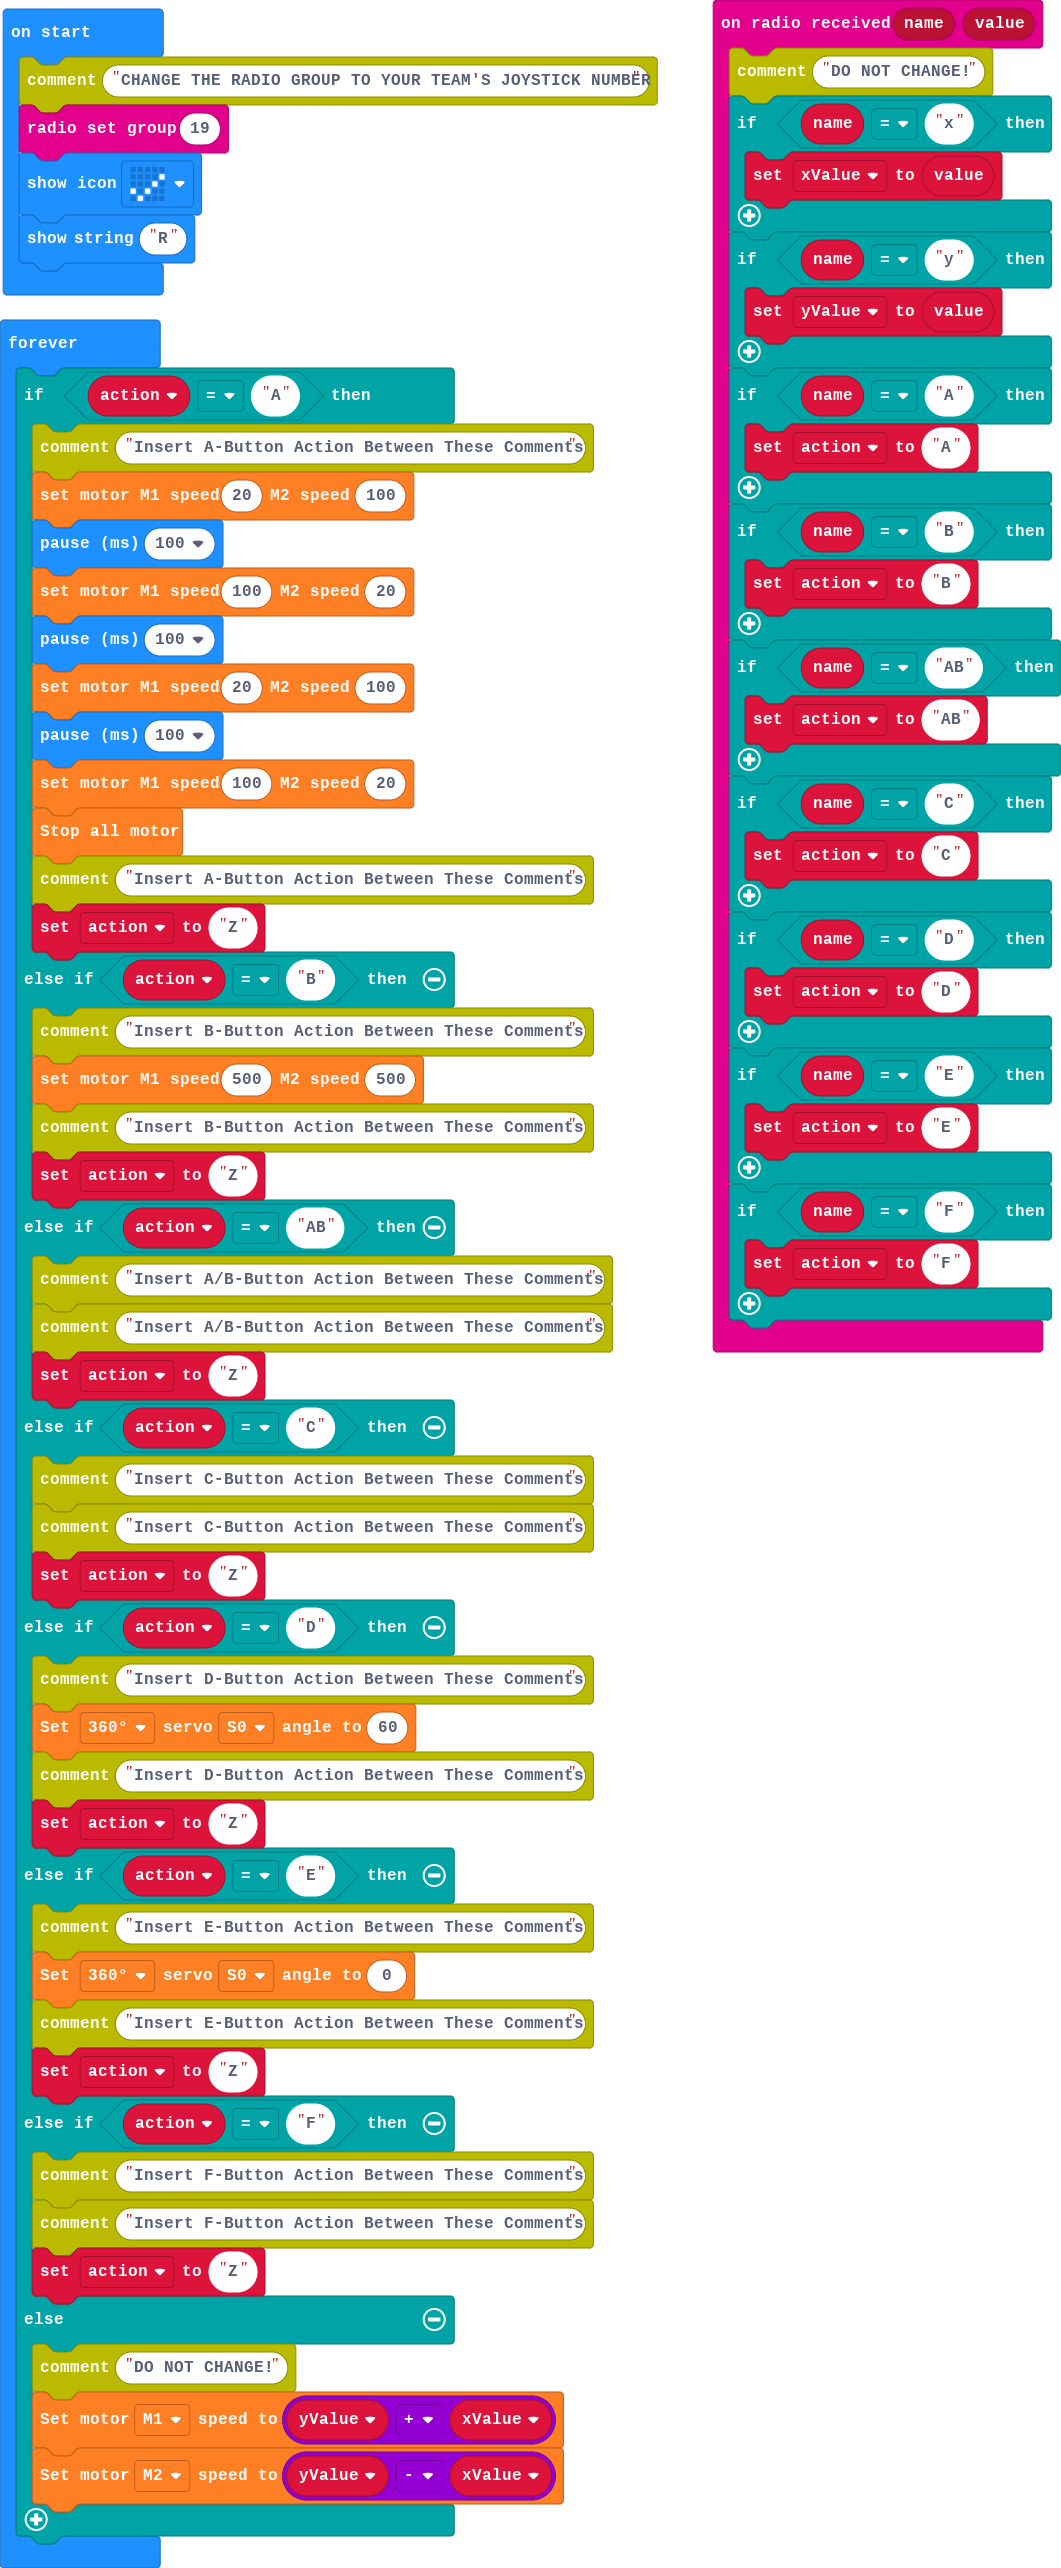 on start
comment "CHANGE THE RADIO GROUP TO YOUR TEAM'S JOYSTICK NUMBER"
radio set group 19
show icon
show string "R"
forever
if action = "A" then
comment "Insert A-Button Action Between These Comments"
set motor M1 speed 20 M2 speed 100
pause (ms) 100
set motor M1 speed 100 M2 speed 20
pause (ms) 100
set motor M1 speed 20 M2 speed 100
pause (ms) 100
set motor M1 speed 100 M2 speed 20
Stop all motor
comment "Insert A-Button Action Between These Comments"
set action to "Z"
else if action = "B" then
comment "Insert B-Button Action Between These Comments"
set motor M1 speed 500 M2 speed 500
comment "Insert B-Button Action Between These Comments"
set action to "Z"
else if action = "AB" then
comment "Insert A/B-Button Action Between These Comments"
comment "Insert A/B-Button Action Between These Comments"
set action to "Z"
else if action = "C" then
comment "Insert C-Button Action Between These Comments"
comment "Insert C-Button Action Between These Comments"
set action to "Z"
else if action = "D" then
comment "Insert D-Button Action Between These Comments"
Set 360° servo S0 angle to 60
comment "Insert D-Button Action Between These Comments"
set action to "Z"
else if action = "E" then
comment "Insert E-Button Action Between These Comments"
Set 360° servo S0 angle to 0
comment "Insert E-Button Action Between These Comments"
set action to "Z"
else if action = "F" then
comment "Insert F-Button Action Between These Comments"
comment "Insert F-Button Action Between These Comments"
set action to "Z"
else
comment "DO NOT CHANGE!"
Set motor M1 speed to yValue + xValue
Set motor M2 speed to yValue - xValue
on radio received name value
comment "DO NOT CHANGE!"
if name = "x" then
set xValue to value
if name = "y" then
set yValue to value
if name = "A" then
set action to "A"
if name = "B" then
set action to "B"
if name = "AB" then
set action to "AB"
if name = "C" then
set action to "C"
if name = "D" then
set action to "D"
if name = "E" then
set action to "E"
if name = "F" then
set action to "F"